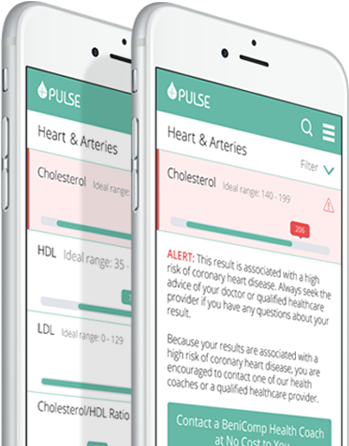 PULSE
Heart & Arteries
Cholesterol Ideal range:
HDL Ideal range: 35 -
LDL Ideal range: 0 - 129
Cholesterol/HDL Ratio
PULSE
Heart & Arteries
Filter
Cholesterol Ideal range: 140 - 199
206
ALERT: This result is associated with a high
risk of coronary heart disease. Always seek the
advice of your doctor or qualified healthcare
provider if you have any questions about your
result.
Because your results are associated with a
high risk of coronary heart disease, you are
encouraged to contact one of our health
coaches or a qualified healthcare provider.
Contact a BeniComp Health Coach
at No Cost to You